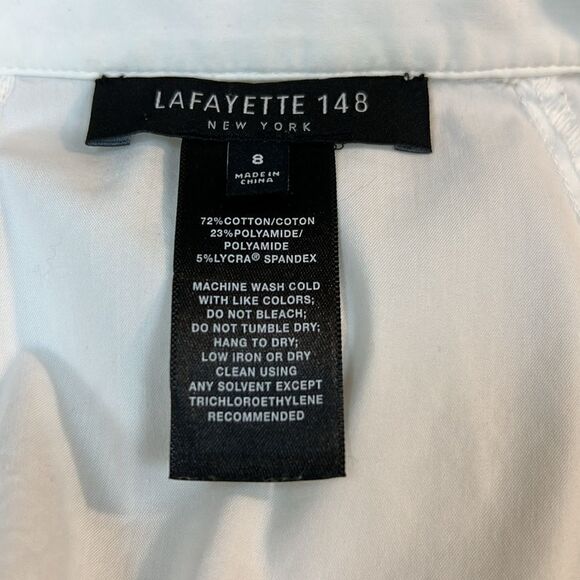 LAFAYETTE 148
NEW YORK
8
MADE IN
CHINA
72%COTTON/COTON
23%POLYAMIDE/
POLYAMIDE
5%LYCRA® SPANDEX
MACHINE WASH COLD
WITH LIKE COLORS;
DO NOT BLEACH;
DO NOT TUMBLE DRY;
HANG TO DRY;
LOW IRON OR DRY
CLEAN USING
ANY SOLVENT EXCEPT
TRICHLOROETHYLENE
RECOMMENDED